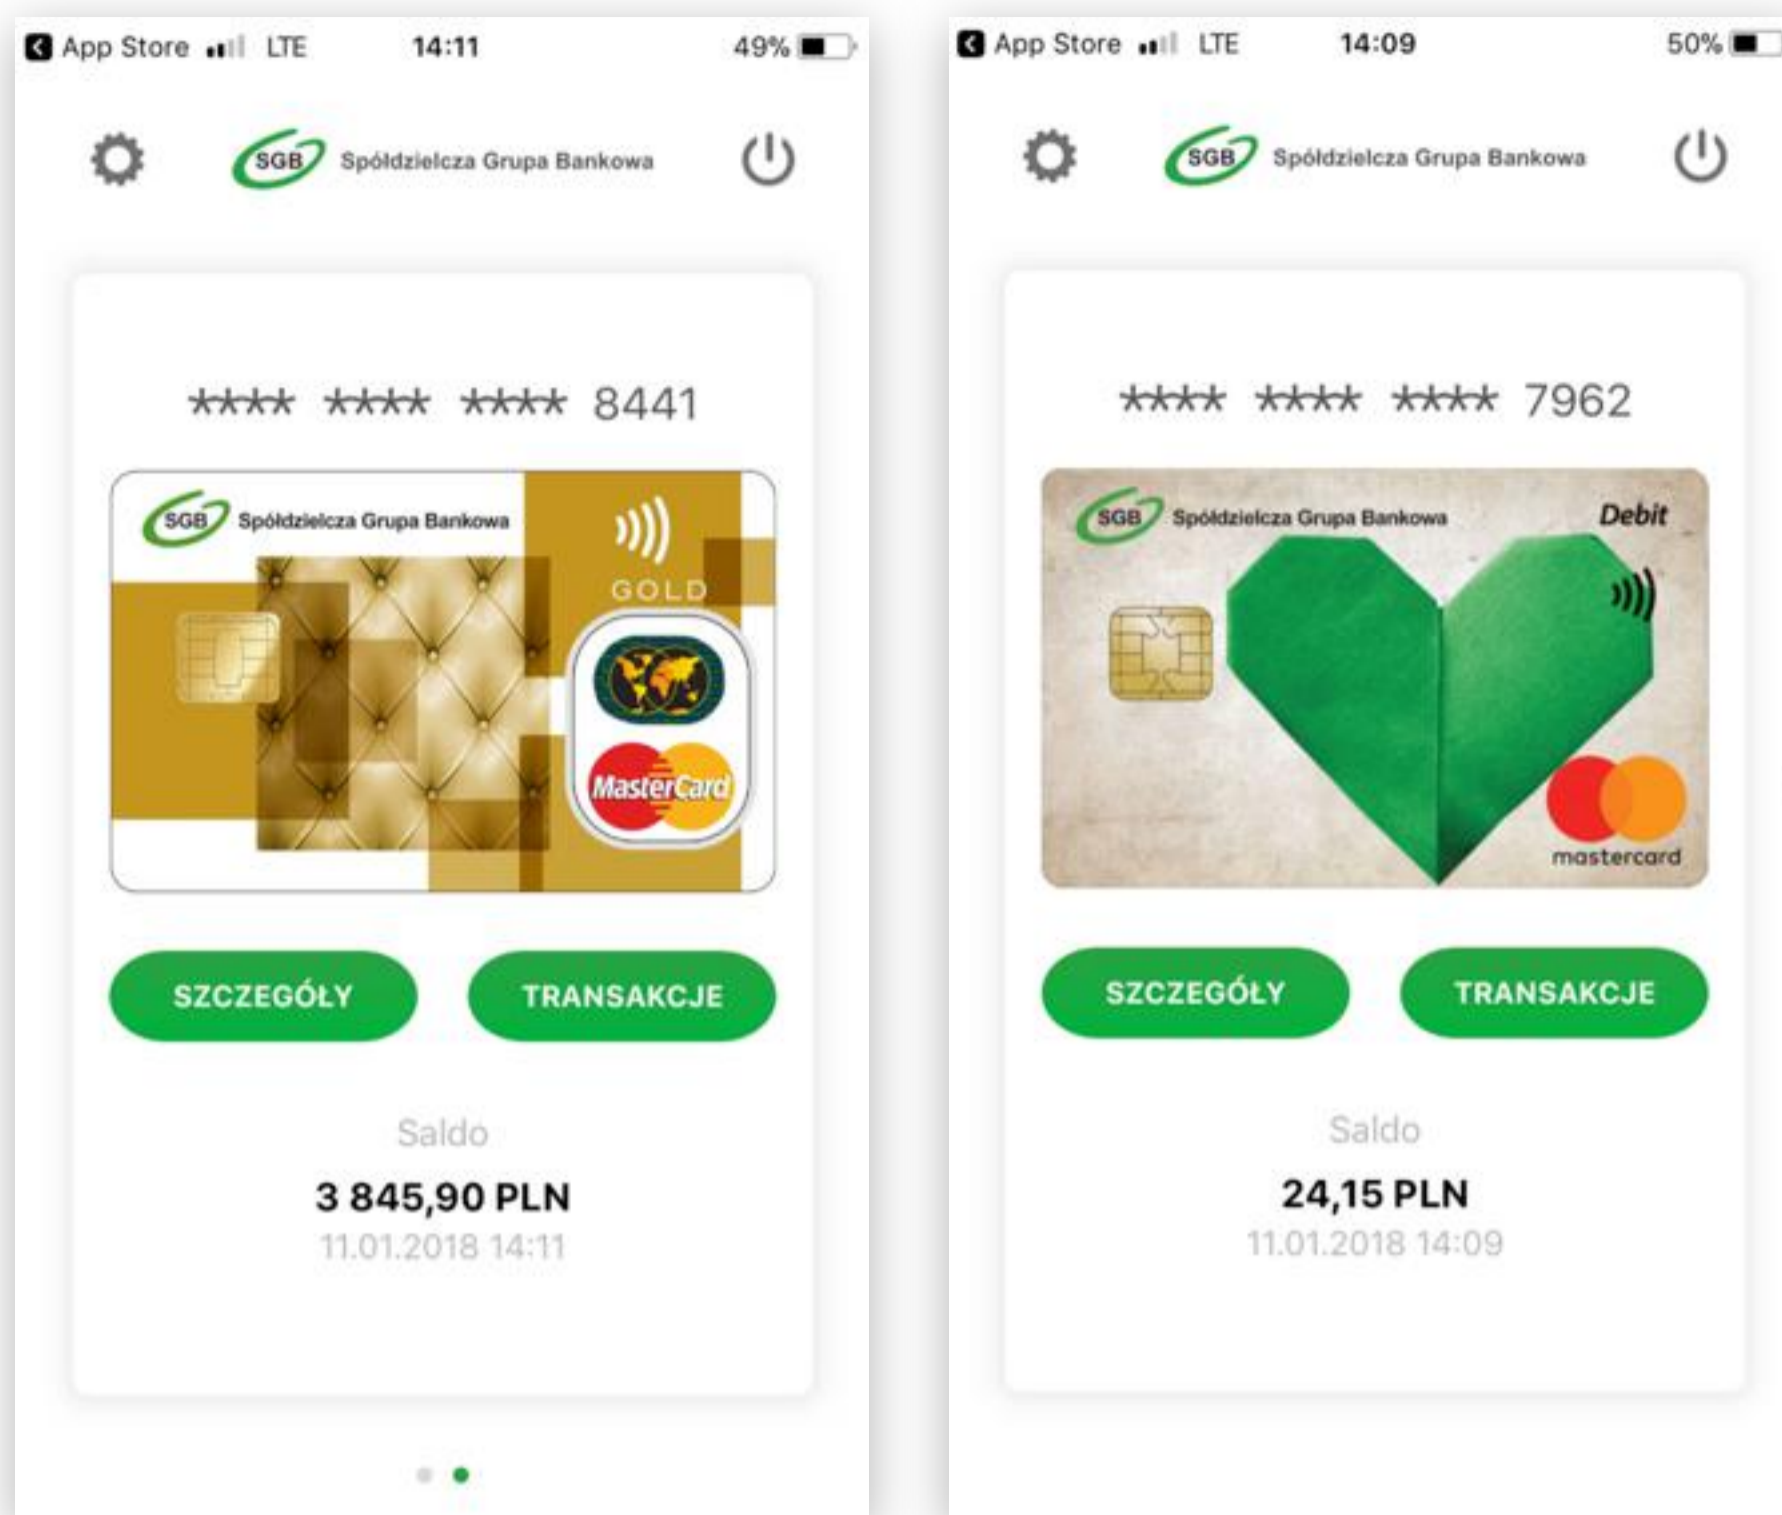 App Store LTE 14:11 49%
SGB Spółdzielcza Grupa Bankowa
**** **** **** 8441
SGB Spółdzielcza Grupa Bankowa
GOLD
MasterCard
SZCZEGÓŁY TRANSAKCJE
Saldo
3 845,90 PLN
11.01.2018 14:11
App Store LTE 14:09 50%
SGB Spółdzielcza Grupa Bankowa
**** **** **** 7962
SGB Spółdzielcza Grupa Bankowa Debit
mastercard
SZCZEGÓŁY TRANSAKCJE
Saldo
24,15 PLN
11.01.2018 14:09